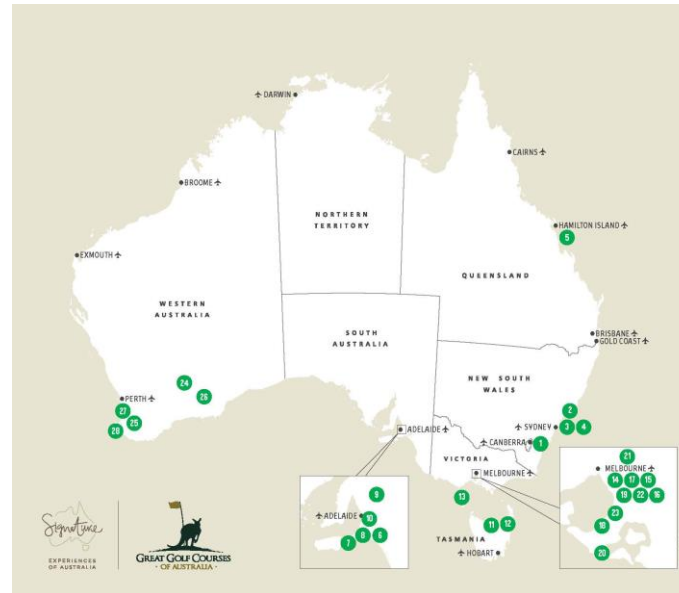 DARWIN
CAIRNS
BROOME
NORTHERN
TERRITORY
HAMILTON ISLAND
5
EXMOUTH
QUEENSLAND
WESTERN
AUSTRALIA
SOUTH
AUSTRALIA
BRISBANE
GOLD COAST
NEW SOUTH
WALES
24
PERTH
26
27
25
28
2
SYDNEY
3
4
ADELAIDE
CANBERRA
1
VICTORIA
MELBOURNE
21
MELBOURNE
14
17
15
13
9
19
22
16
ADELAIDE
10
11
12
23
18
8
6
7
TASMANIA
HOBART
20
Signature
EXPERIENCES
OF AUSTRALIA
GREAT GOLF COURSES
OF AUSTRALIA